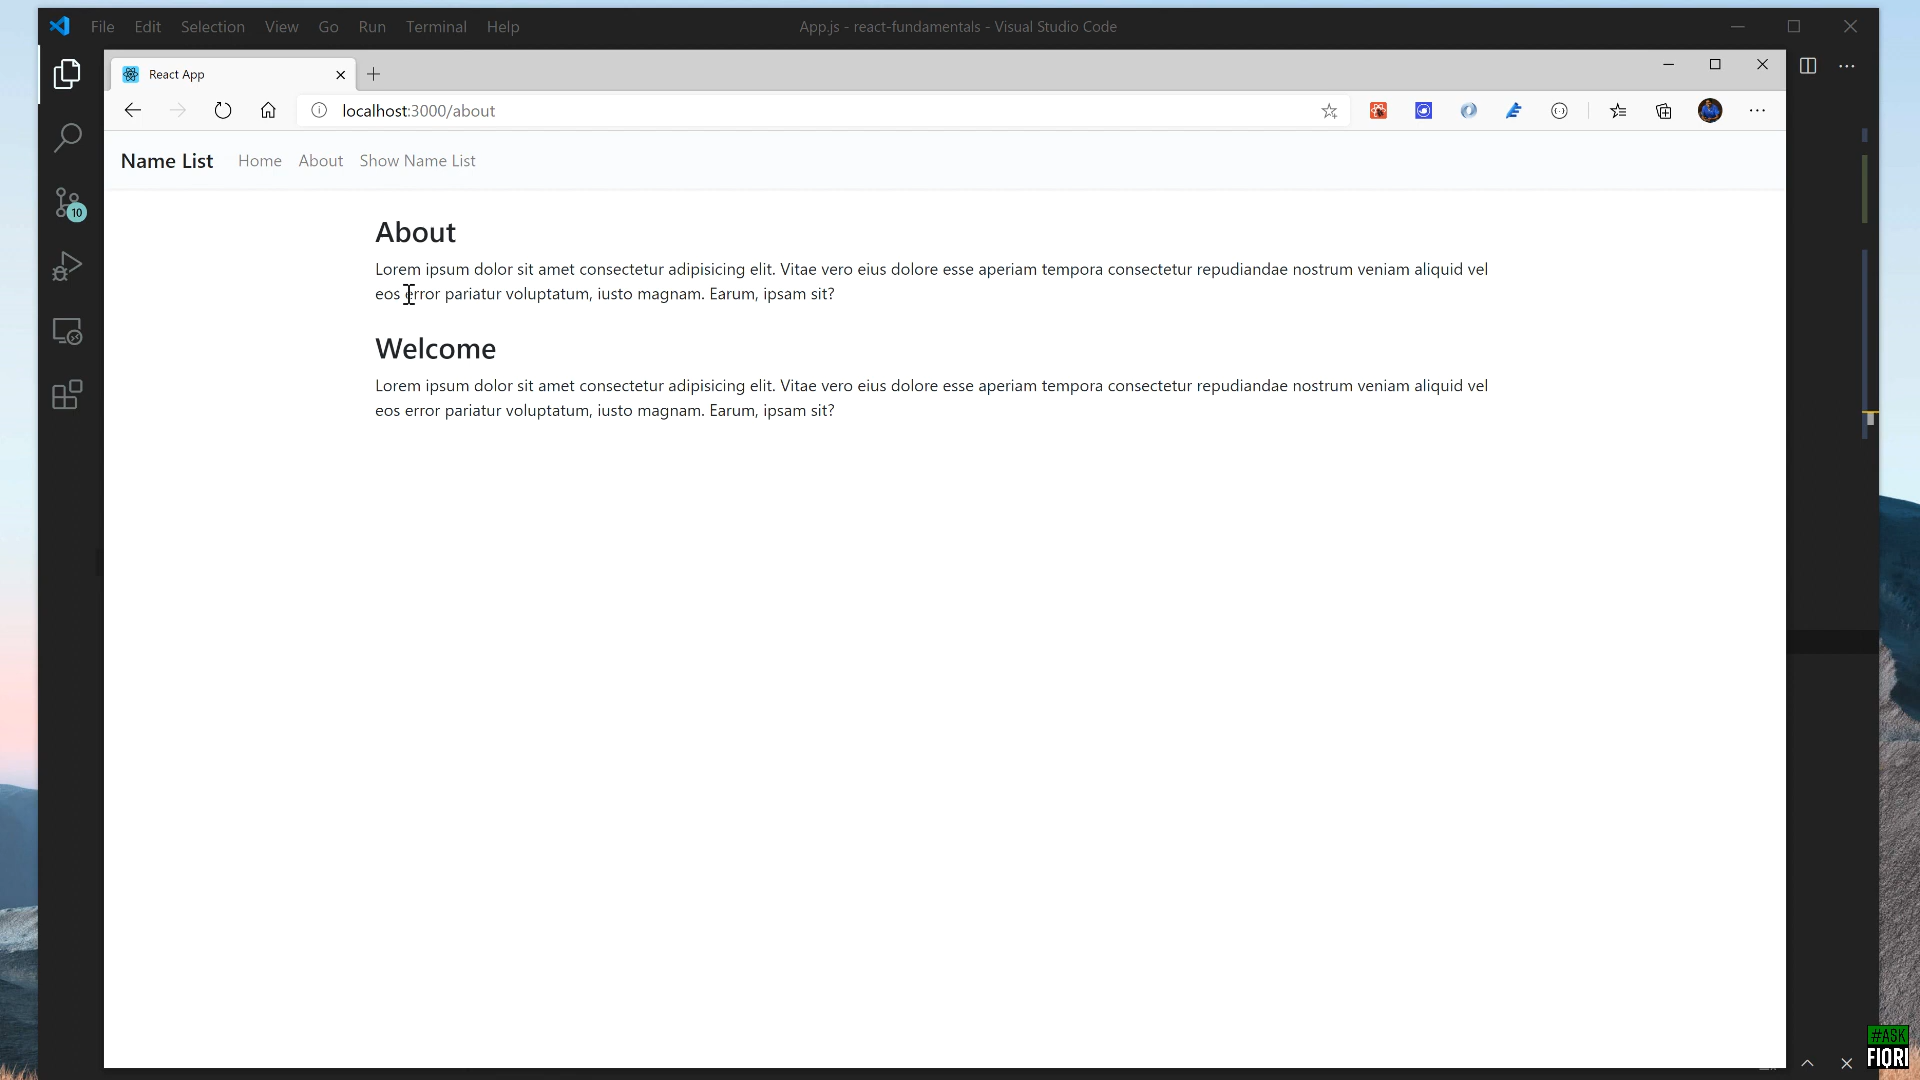 File Edit Selection View Go Run Terminal Help
App.js - react-fundamentals - Visual Studio Code
React App
localhost:3000/about
10
Name List Home About Show Name List
About
Lorem ipsum dolor sit amet consectetur adipisicing elit. Vitae vero eius dolore esse aperiam tempora consectetur repudiandae nostrum veniam aliquid vel
eos error pariatur voluptatum, iusto magnam. Earum, ipsam sit?
Welcome
Lorem ipsum dolor sit amet consectetur adipisicing elit. Vitae vero eius dolore esse aperiam tempora consectetur repudiandae nostrum veniam aliquid vel
eos error pariatur voluptatum, iusto magnam. Earum, ipsam sit?
#ASK
FIORI